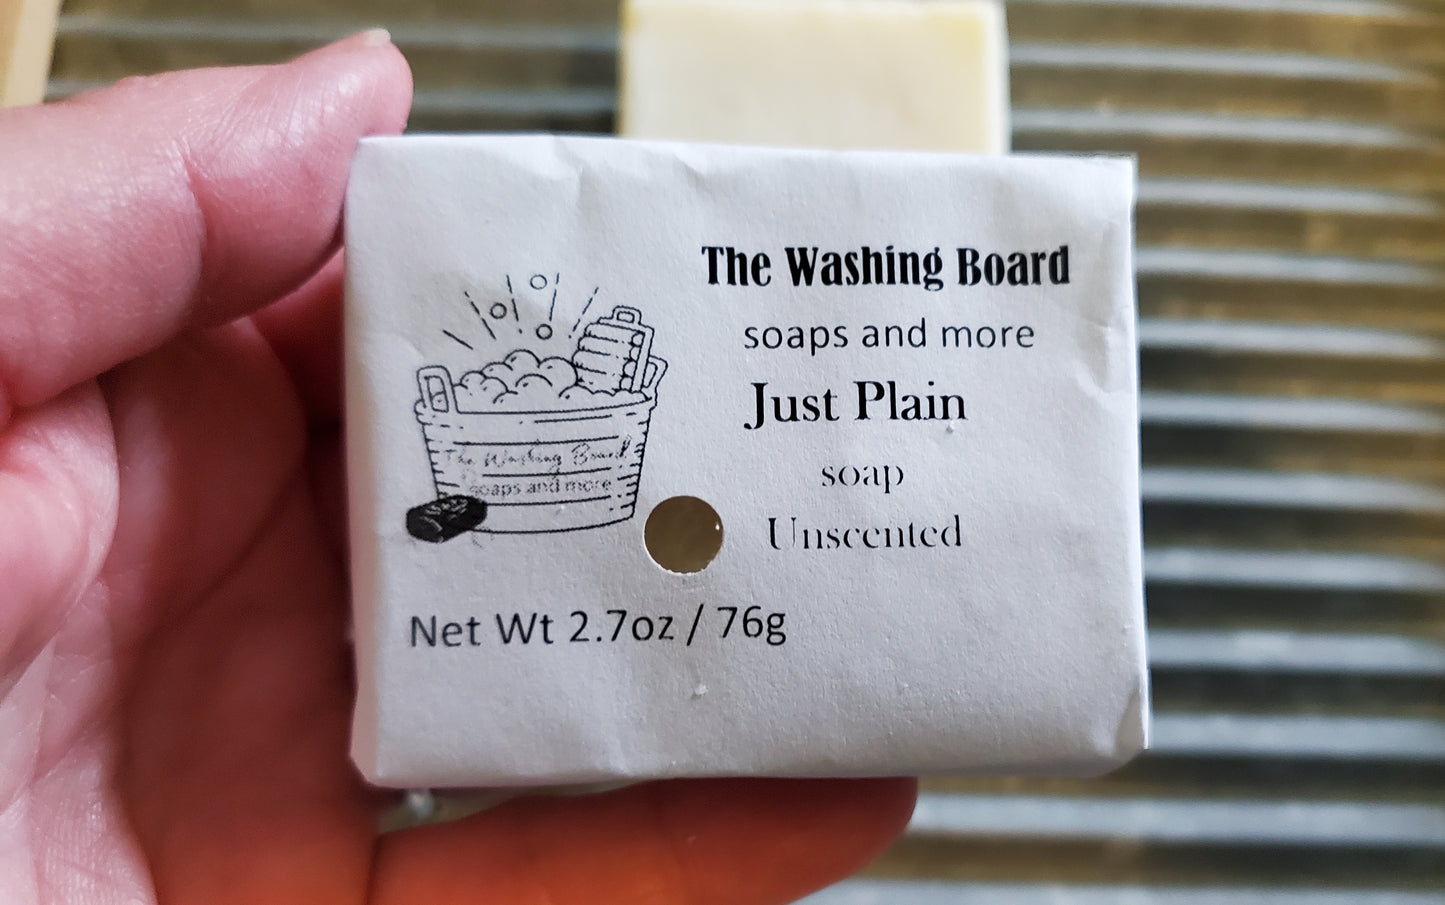 The Washing Board
soaps and more
Just Plain
soap
Unscented
The Washing Board
soaps and more
Net Wt 2.7oz / 76g